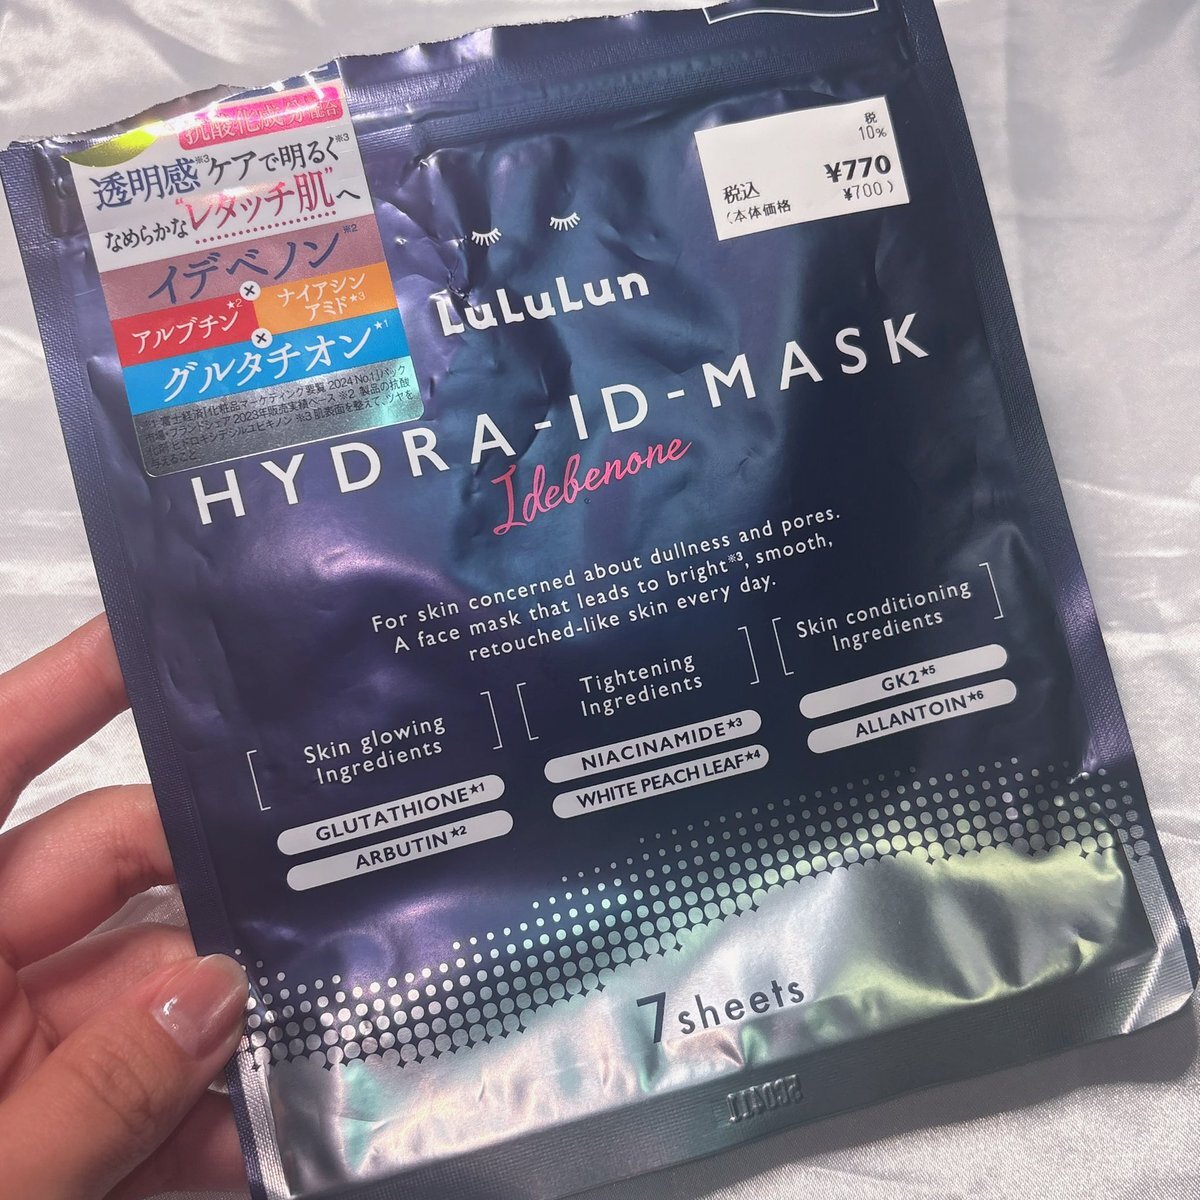 抗酸化成分配合
透明感※3ケアで明るく※3
なめらかな"レタッチ肌"へ
イデベノン※2
×
アルブチン★2
ナイアシン
アミド★3
×
グルタチオン★1
税
10%
税込 ¥770
(本体価格 ¥700)
LuLuLun
HYDRA-ID-MASK
Idebenone
For skin concerned about dullness and pores.
A face mask that leads to bright※3, smooth,
retouched-like skin every day.
Skin glowing
Ingredients
GLUTATHIONE★1
ARBUTIN★2
Tightening
Ingredients
NIACINAMIDE★3
WHITE PEACH LEAF★4
Skin conditioning
Ingredients
GK2★5
ALLANTOIN★6
7 sheets